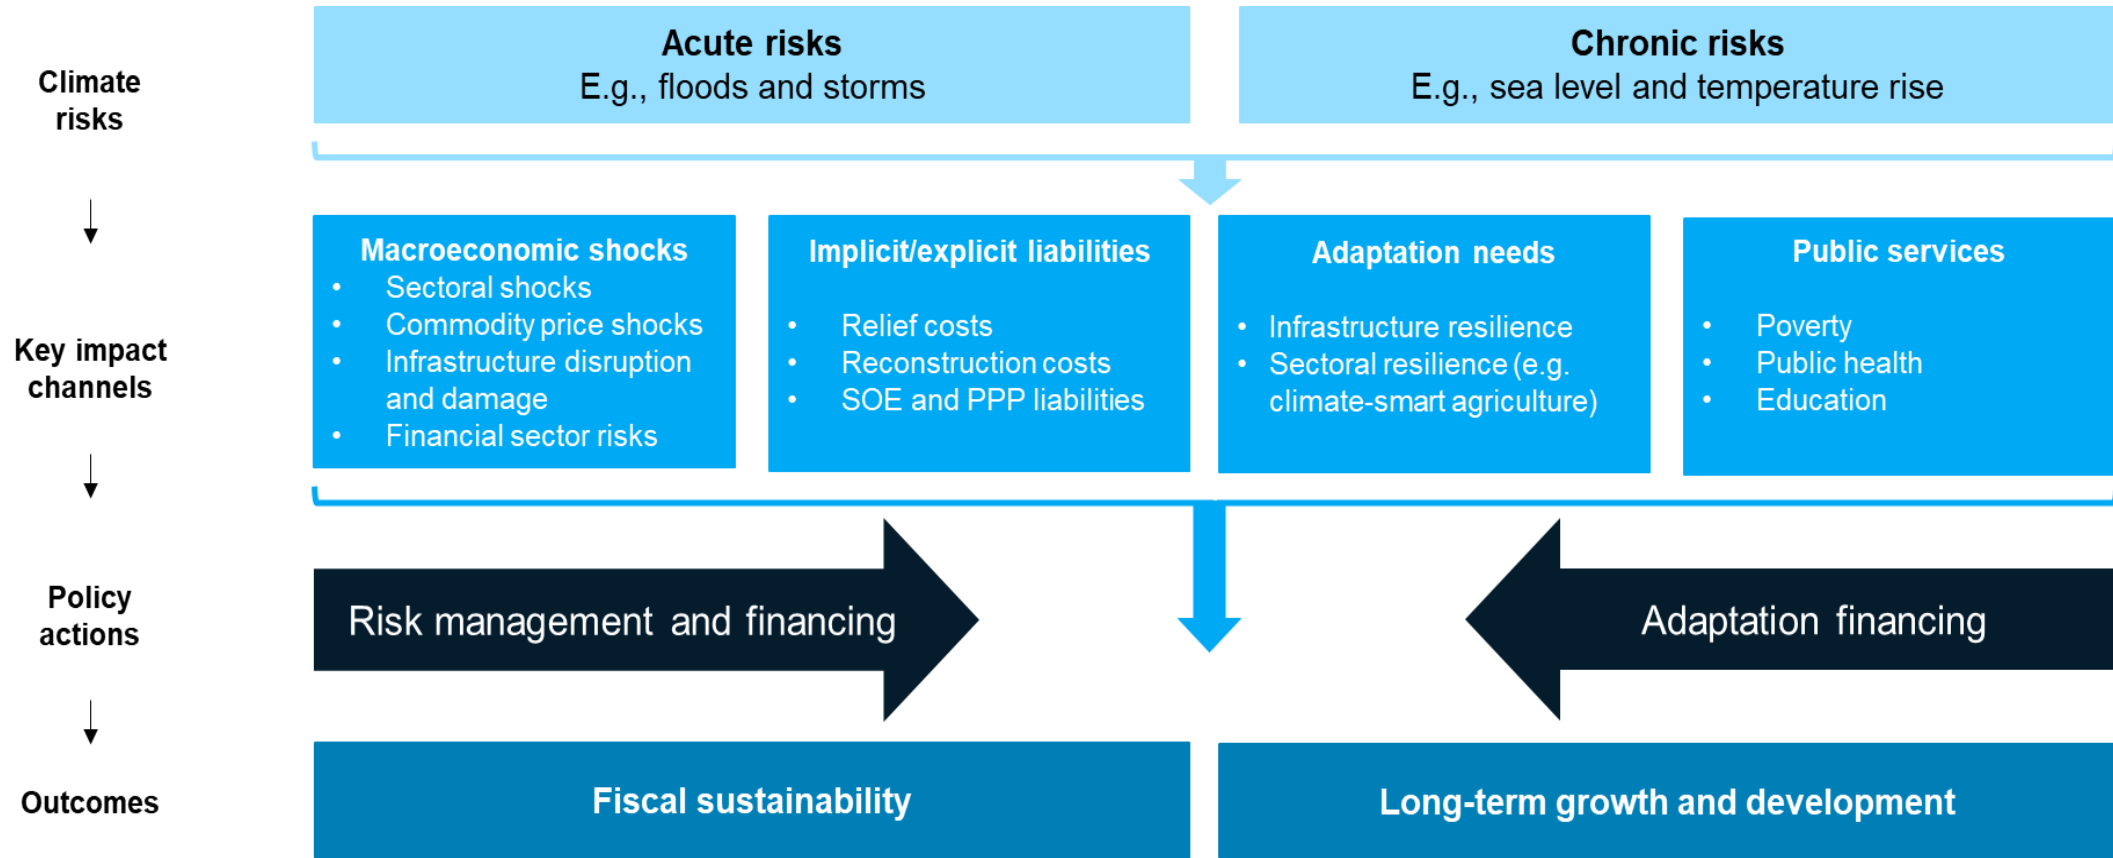 Climate
risks
Acute risks
E.g., floods and storms
Chronic risks
E.g., sea level and temperature rise
Key impact
channels
Macroeconomic shocks
• Sectoral shocks
• Commodity price shocks
• Infrastructure disruption
and damage
• Financial sector risks
Implicit/explicit liabilities
• Relief costs
• Reconstruction costs
• SOE and PPP liabilities
Adaptation needs
• Infrastructure resilience
• Sectoral resilience (e.g.
climate-smart agriculture)
Public services
• Poverty
• Public health
• Education
Policy
actions
Risk management and financing
Adaptation financing
Outcomes
Fiscal sustainability
Long-term growth and development